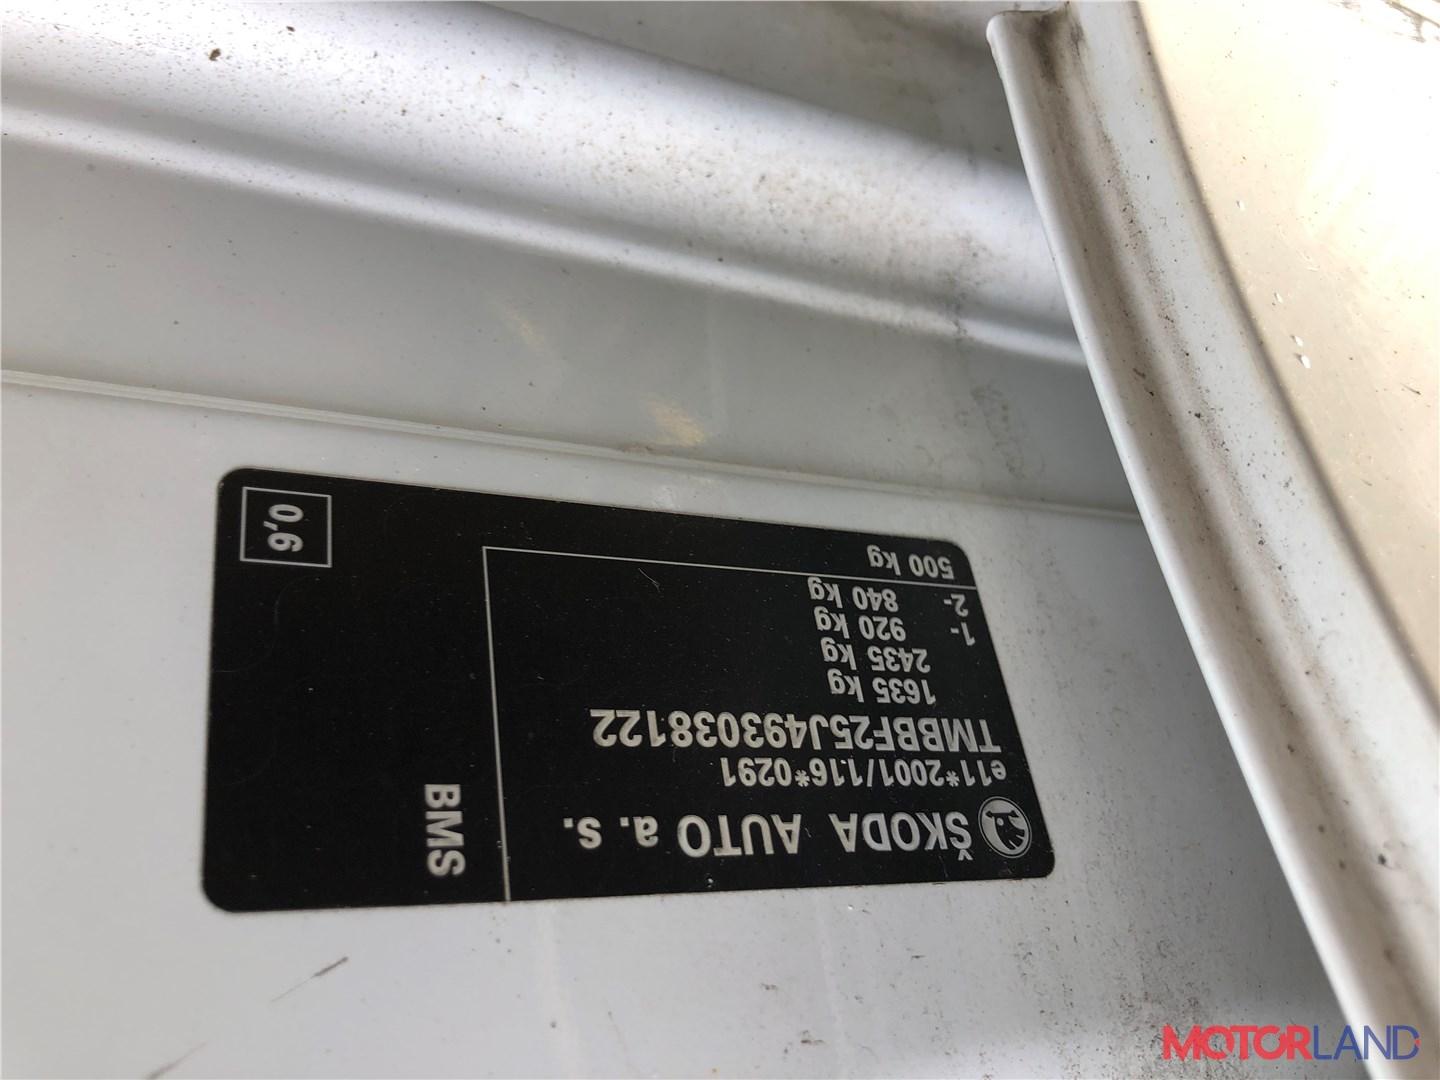 ŠKODA AUTO a. s.
e11*2001/116*0291
TMBBF25J493038122
1635 kg
2435 kg
1- 920 kg
2- 840 kg
500 kg
BMS
0,6
MOTORLAND